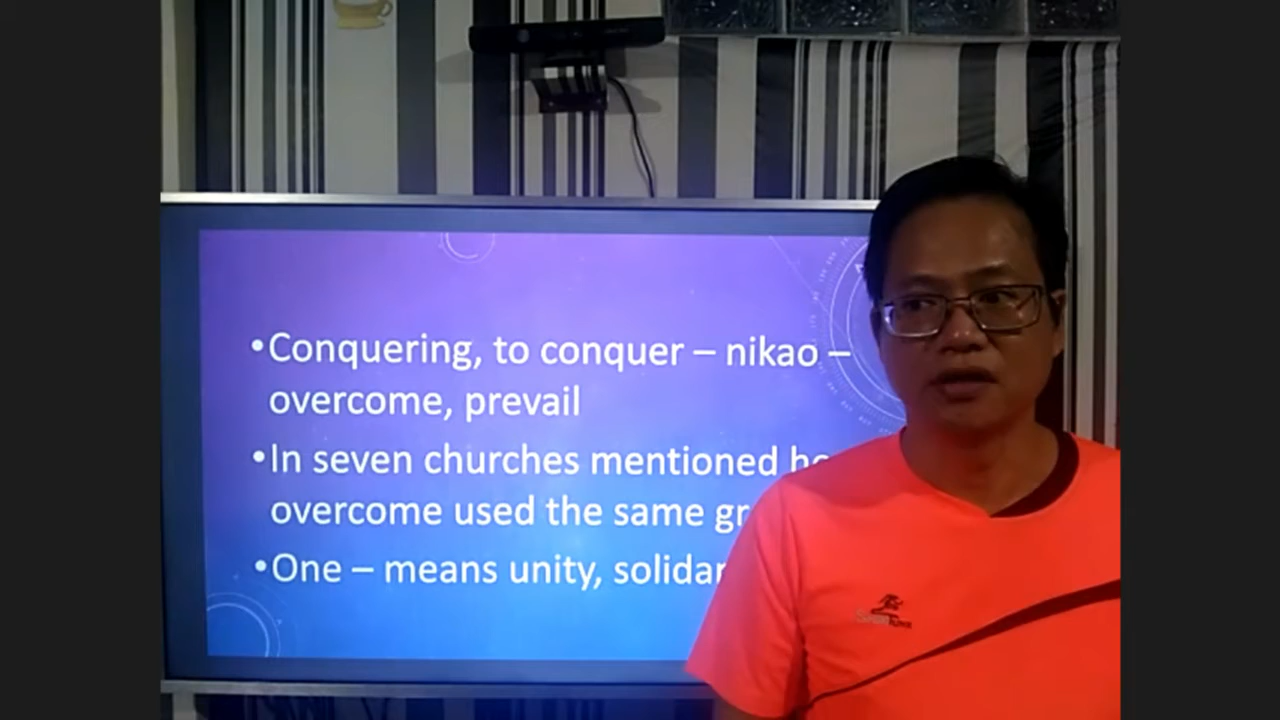 •Conquering, to conquer – nikao –
overcome, prevail
•In seven churches mentioned
overcome used the same
•One – means unity,